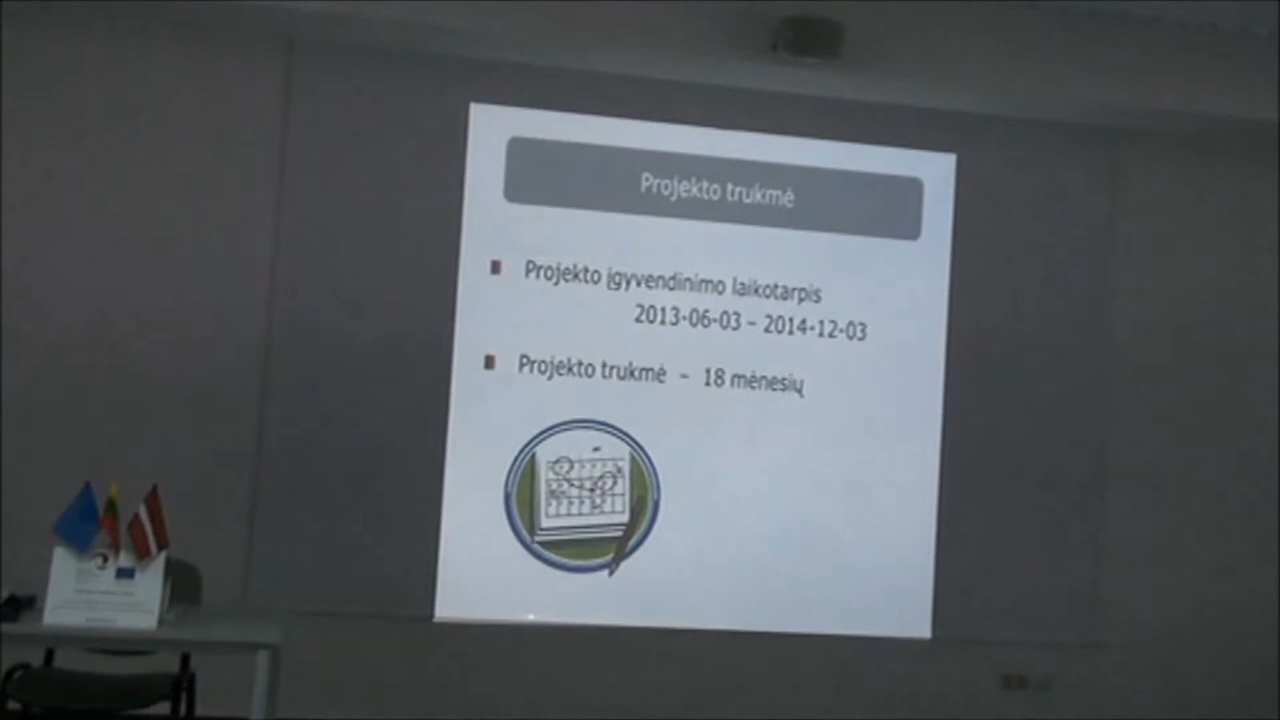 Projekto trukmė
Projekto įgyvendinimo laikotarpis
2013-06-03 – 2014-12-03
Projekto trukmė – 18 mėnesių